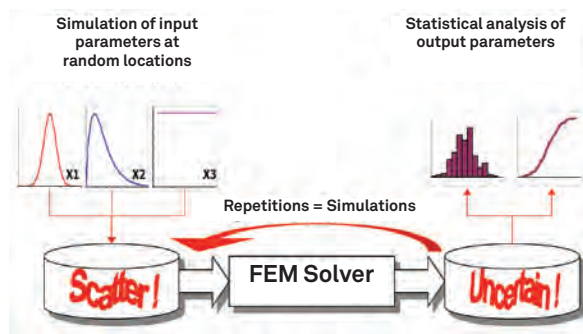 Simulation of input
parameters at
random locations
Statistical analysis of
output parameters
X1
X2
X3
Repetitions = Simulations
Scatter!
FEM Solver
Uncertain!